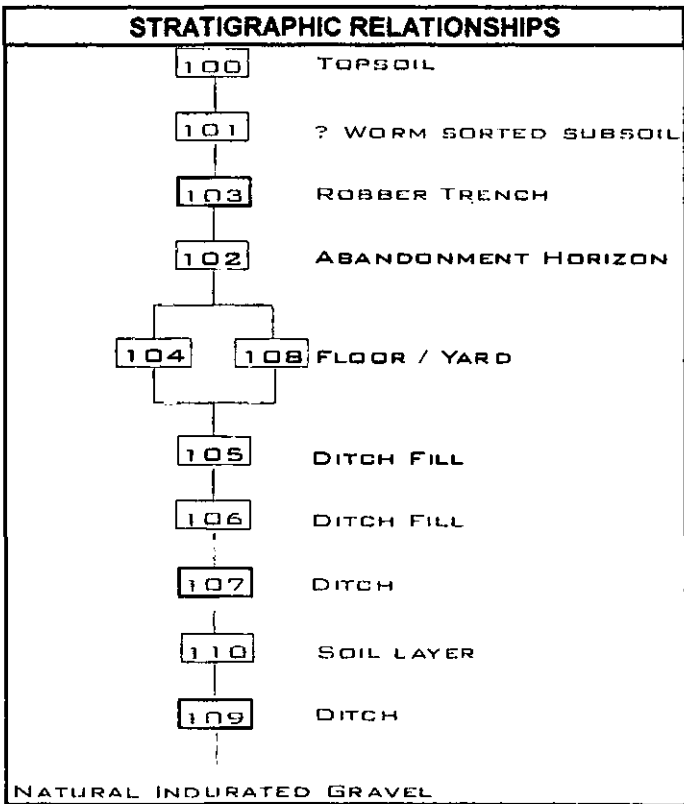 STRATIGRAPHIC RELATIONSHIPS
100 TOPSOIL
101 ? WORM SORTED SUBSOIL
103 ROBBER TRENCH
102 ABANDONMENT HORIZON
104 108 FLOOR / YARD
105 DITCH FILL
106 DITCH FILL
107 DITCH
110 SOIL LAYER
109 DITCH
NATURAL INDURATED GRAVEL